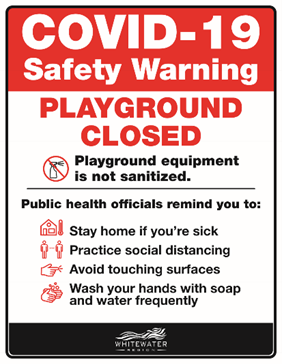 COVID-19
Safety Warning
PLAYGROUND
CLOSED
Playground equipment
is not sanitized.
Public health officials remind you to:
Stay home if you're sick
Practice social distancing
Avoid touching surfaces
Wash your hands with soap
and water frequently
WHITEWATER
REGION